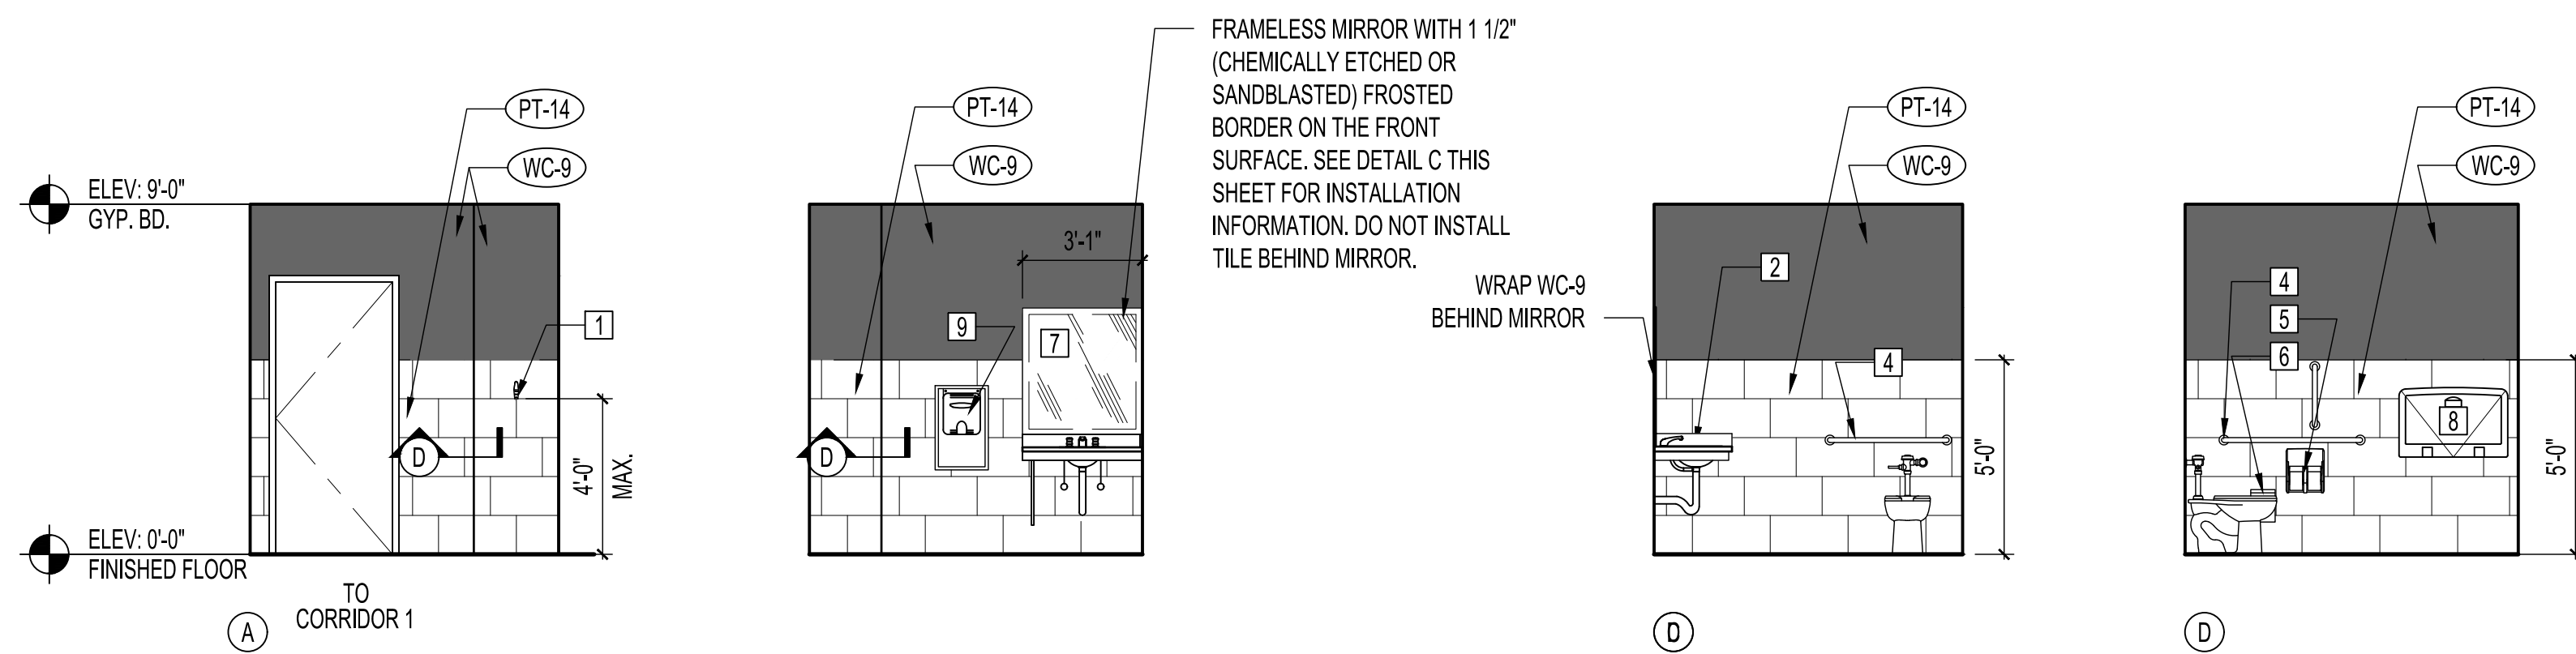 ELEV: 9'-0"
GYP. BD.
ELEV: 0'-0"
FINISHED FLOOR
PT-14
WC-9
1
D
4'-0"
MAX.
TO
CORRIDOR 1
A
PT-14
WC-9
FRAMELESS MIRROR WITH 1 1/2"
(CHEMICALLY ETCHED OR
SANDBLASTED) FROSTED
BORDER ON THE FRONT
SURFACE. SEE DETAIL C THIS
SHEET FOR INSTALLATION
INFORMATION. DO NOT INSTALL
TILE BEHIND MIRROR.
3'-1"
9
7
D
WRAP WC-9
BEHIND MIRROR
PT-14
WC-9
2
4
5'-0"
PT-14
WC-9
4
5
6
8
5'-0"
D